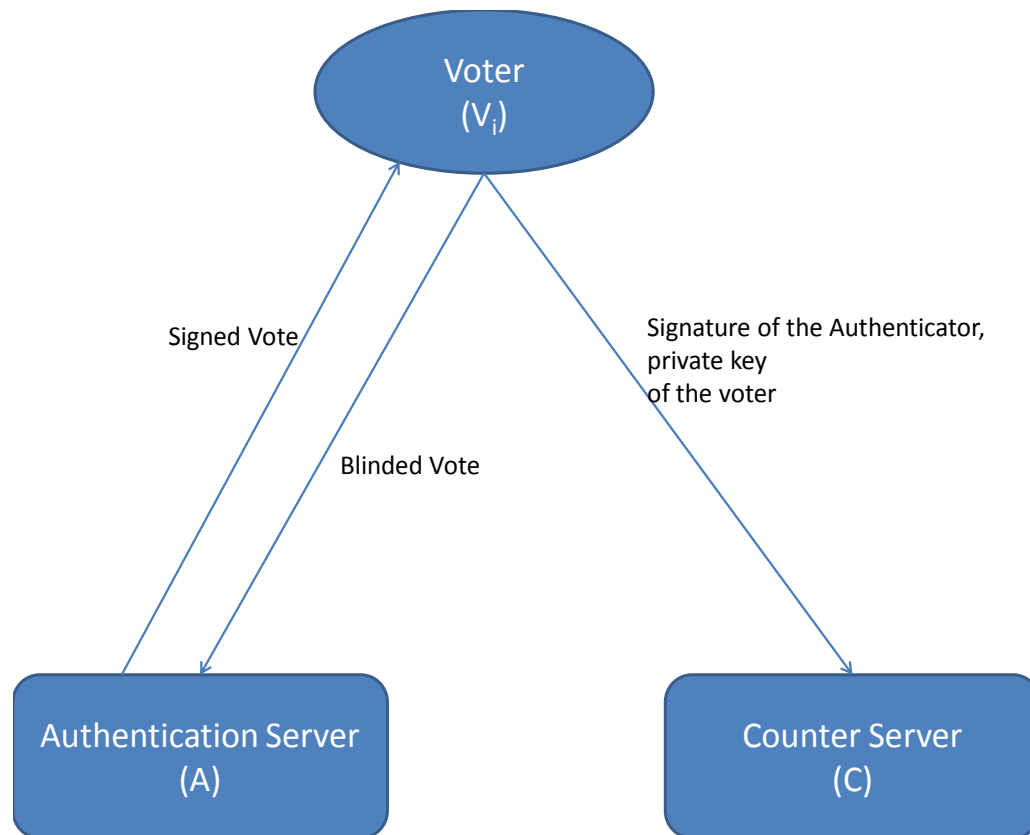 Voter
(Vi)
Signed Vote
Signature of the Authenticator,
private key
of the voter
Blinded Vote
Authentication Server
(A)
Counter Server
(C)